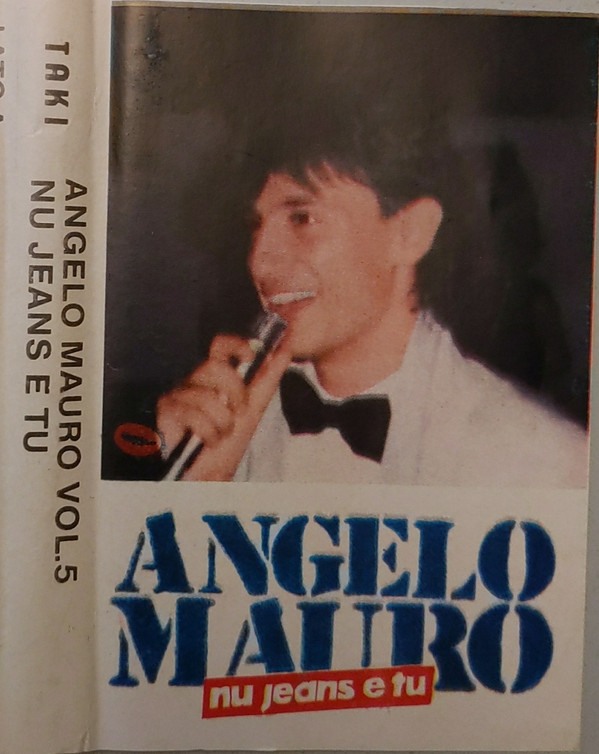 TAKI
ANGELO MAURO VOL.5
NU JEANS E TU
ANGELO
MAURO
nu jeans e tu